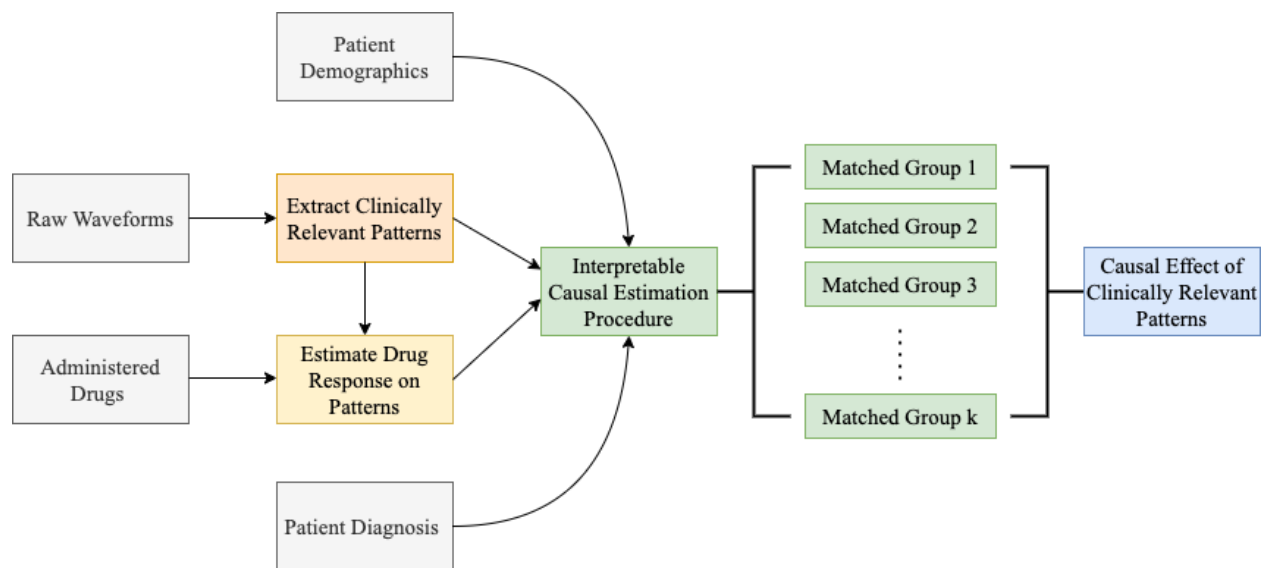 Patient
Demographics
Raw Waveforms
Extract Clinically
Relevant Patterns
Administered
Drugs
Estimate Drug
Response on
Patterns
Patient Diagnosis
Interpretable
Causal Estimation
Procedure
Matched Group 1
Matched Group 2
Matched Group 3
Matched Group k
Causal Effect of
Clinically Relevant
Patterns